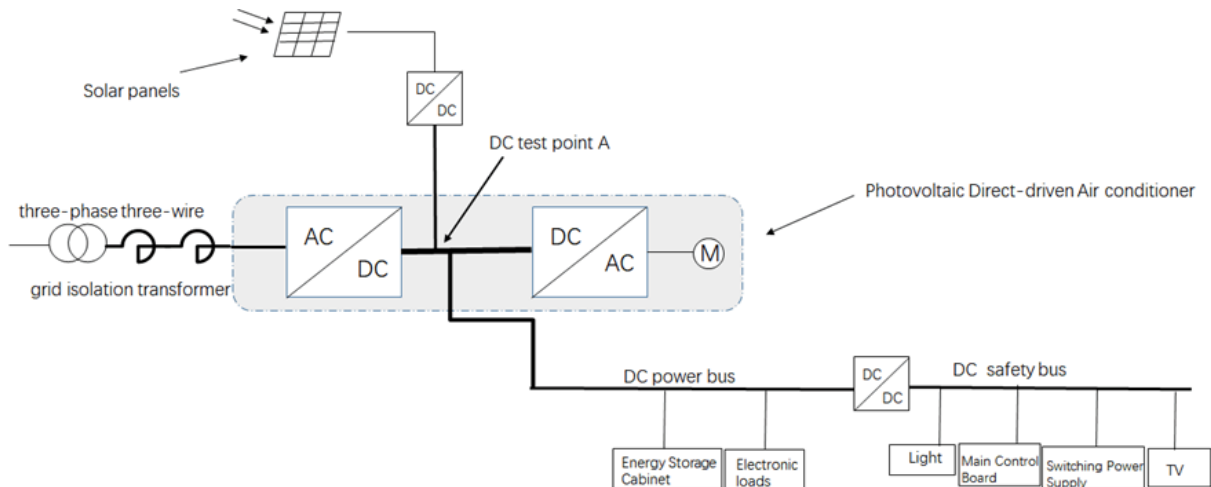 Solar panels
DC
DC
DC test point A
Photovoltaic Direct-driven Air conditioner
three-phase three-wire
grid isolation transformer
AC
DC
DC
AC
M
DC power bus
DC
DC
DC safety bus
Energy Storage
Cabinet
Electronic
loads
Light
Main Control
Board
Switching Power
Supply
TV